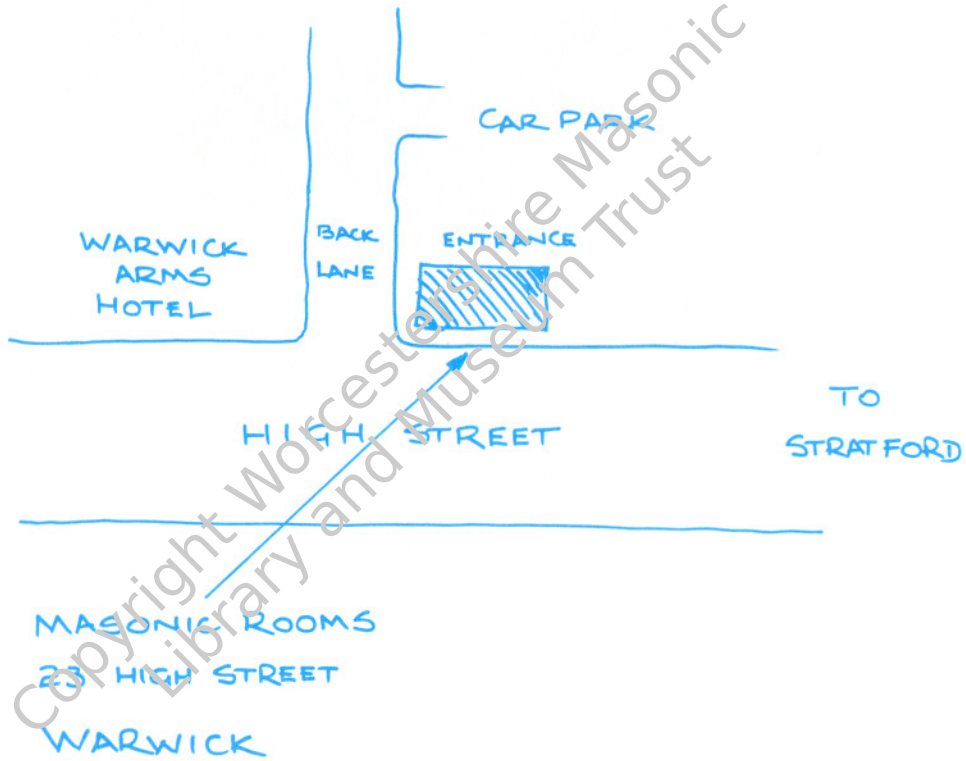 CAR PARK
WARWICK
ARMS
HOTEL
BACK
LANE
ENTRANCE
HIGH STREET
TO
STRATFORD
MASONIC ROOMS
23 HIGH STREET
WARWICK
Copyright Worcestershire Masonic
Library and Museum Trust